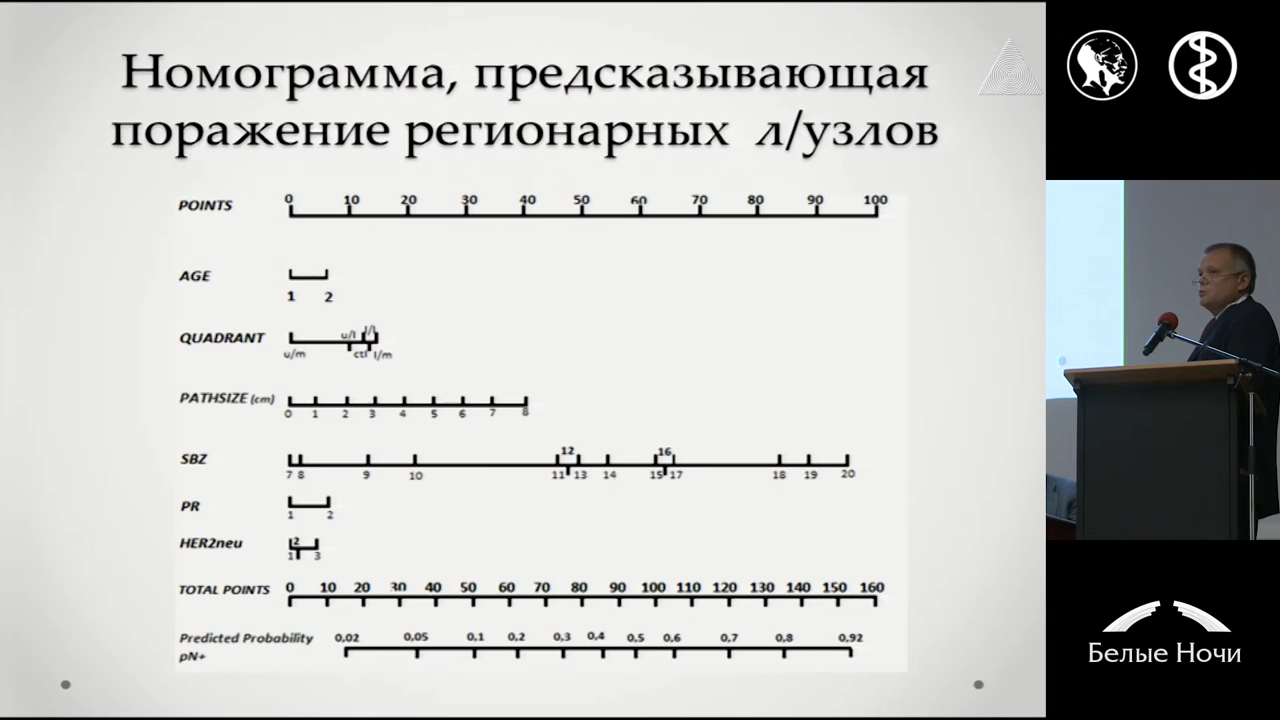 Номограмма, предсказывающая
поражение регионарных л/узлов
POINTS 0 10 20 30 40 50 60 70 80 90 100
AGE
1 2
QUADRANT u/l l/l
u/m ctl l/m
PATHSIZE (cm)
0 1 2 3 4 5 6 7 8
SBZ 12 16
7 8 9 10 11 13 14 15 17 18 19 20
PR
1 2
HER2neu 2
1 3
TOTAL POINTS 0 10 20 30 40 50 60 70 80 90 100 110 120 130 140 150 160
Predicted Probability 0,02 0,05 0,1 0,2 0,3 0,4 0,5 0,6 0,7 0,8 0,92
pN+
Белые Ночи